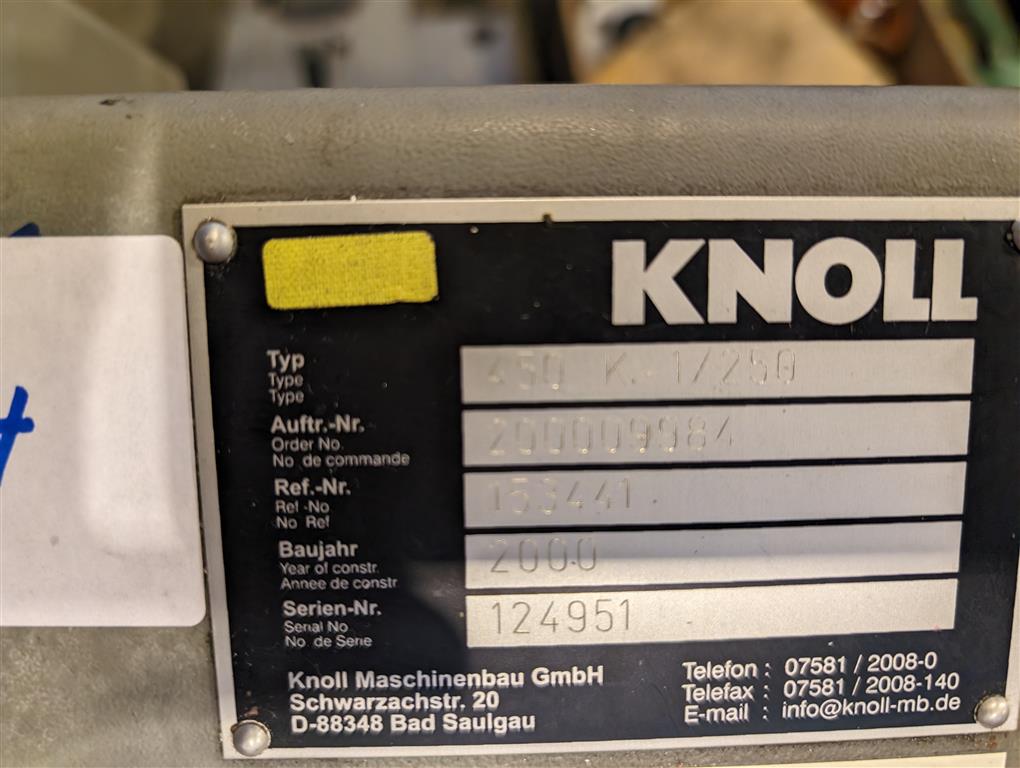 KNOLL
Typ 450 K. 1/250
Type
Type
Auftr.-Nr. 200009984
Order No.
No de commande
Ref.-Nr. 153441
Ref-No
No Ref
Baujahr 2000
Year of constr.
Annee de constr
Serien-Nr. 124951
Serial No
No de Serie
Knoll Maschinenbau GmbH
Schwarzachstr. 20
D-88348 Bad Saulgau
Telefon : 07581 / 2008-0
Telefax : 07581 / 2008-140
E-mail : info@knoll-mb.de